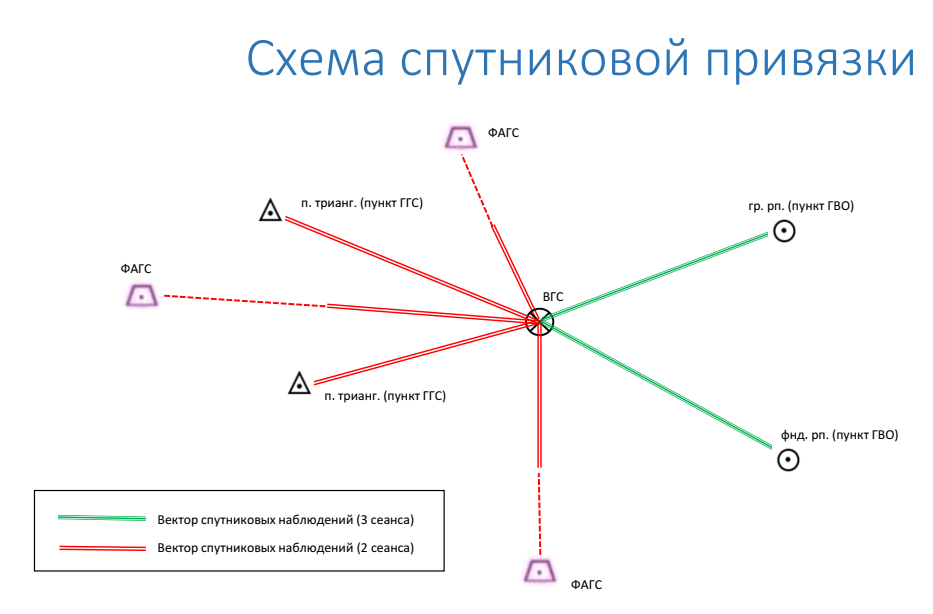 Схема спутниковой привязки
ФАГС
п. трианг. (пункт ГГС)
гр. рп. (пункт ГВО)
ФАГС
ВГС
п. трианг. (пункт ГГС)
фнд. рп. (пункт ГВО)
Вектор спутниковых наблюдений (3 сеанса)
Вектор спутниковых наблюдений (2 сеанса)
ФАГС